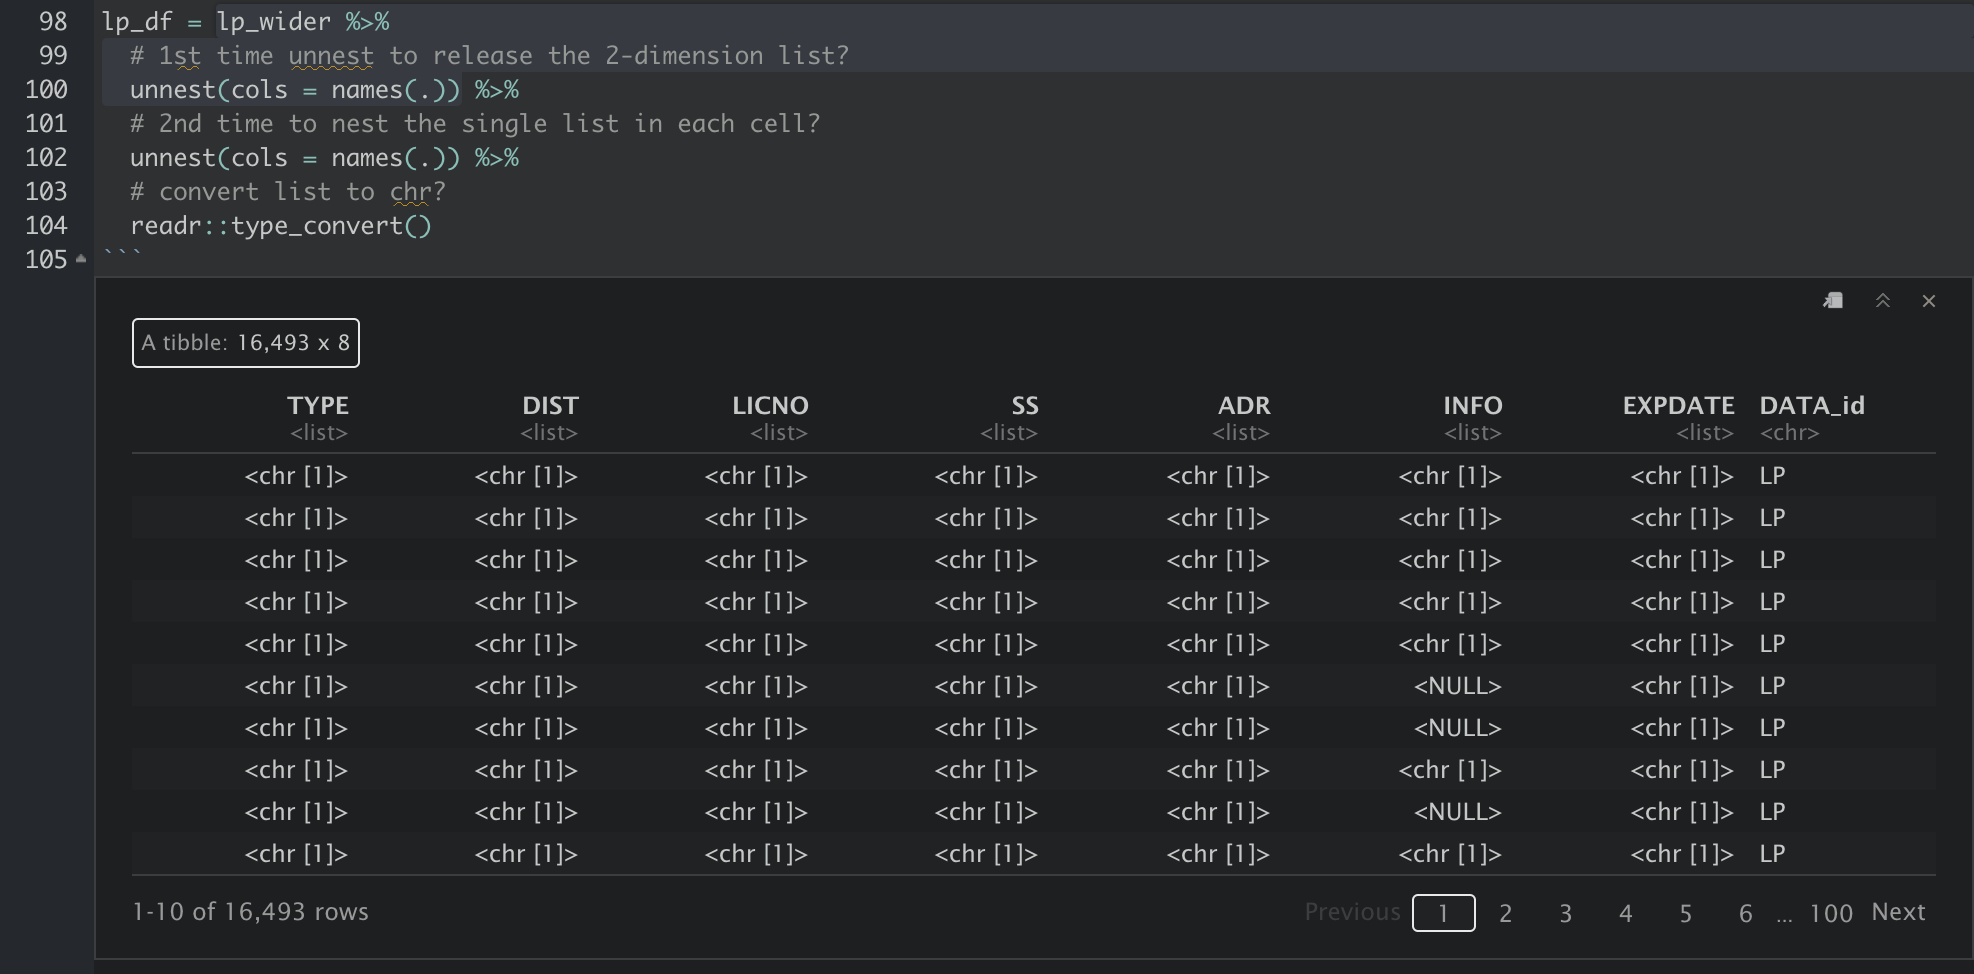 98 lp_df = lp_wider %>%
99 # 1st time unnest to release the 2-dimension list?
100 unnest(cols = names(.)) %>%
101 # 2nd time to nest the single list in each cell?
102 unnest(cols = names(.)) %>%
103 # convert list to chr?
104 readr::type_convert()
105 ```
A tibble: 16,493 x 8
TYPE DIST LICNO SS ADR INFO EXPDATE DATA_id
<list> <list> <list> <list> <list> <list> <list> <chr>
<chr [1]> <chr [1]> <chr [1]> <chr [1]> <chr [1]> <chr [1]> <chr [1]> LP
<chr [1]> <chr [1]> <chr [1]> <chr [1]> <chr [1]> <chr [1]> <chr [1]> LP
<chr [1]> <chr [1]> <chr [1]> <chr [1]> <chr [1]> <chr [1]> <chr [1]> LP
<chr [1]> <chr [1]> <chr [1]> <chr [1]> <chr [1]> <chr [1]> <chr [1]> LP
<chr [1]> <chr [1]> <chr [1]> <chr [1]> <chr [1]> <chr [1]> <chr [1]> LP
<chr [1]> <chr [1]> <chr [1]> <chr [1]> <chr [1]> <NULL> <chr [1]> LP
<chr [1]> <chr [1]> <chr [1]> <chr [1]> <chr [1]> <NULL> <chr [1]> LP
<chr [1]> <chr [1]> <chr [1]> <chr [1]> <chr [1]> <chr [1]> <chr [1]> LP
<chr [1]> <chr [1]> <chr [1]> <chr [1]> <chr [1]> <NULL> <chr [1]> LP
<chr [1]> <chr [1]> <chr [1]> <chr [1]> <chr [1]> <chr [1]> <chr [1]> LP
1-10 of 16,493 rows Previous 1 2 3 4 5 6 ... 100 Next